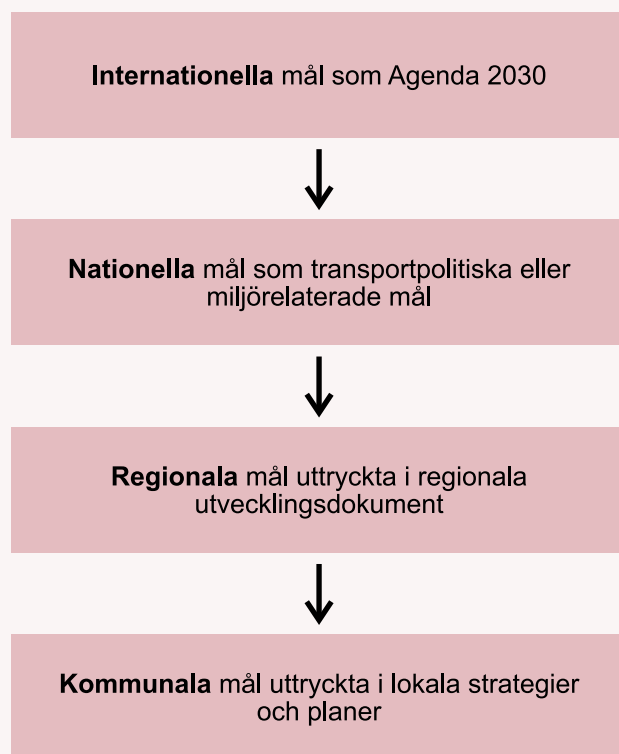 Internationella mål som Agenda 2030
Nationella mål som transportpolitiska eller
miljörelaterade mål
Regionala mål uttryckta i regionala
utvecklingsdokument
Kommunala mål uttryckta i lokala strategier
och planer